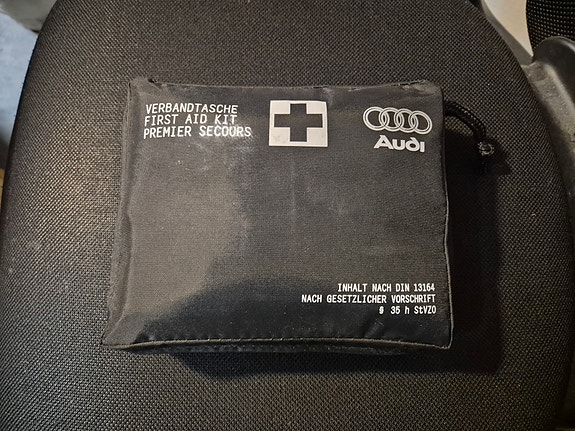 VERBANDTASCHE
FIRST AID KIT
PREMIER SECOURS
Audi
INHALT NACH DIN 13164
NACH GESETZLICHER VORSCHRIFT
§ 35 h StVZO